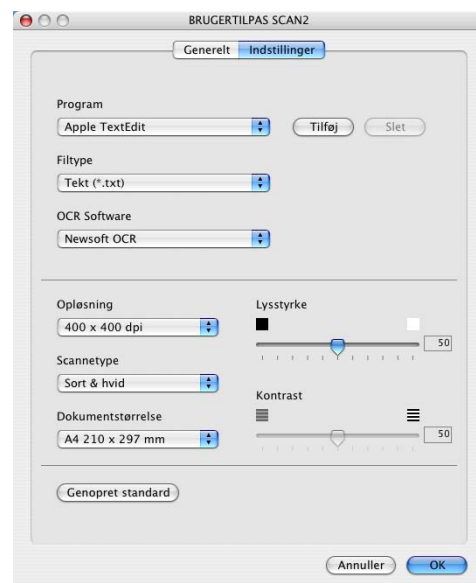 BRUGERTILPAS SCAN2
Generelt Indstillinger
Program
Apple TextEdit Tilføj Slet
Filtype
Tekt (*.txt)
OCR Software
Newsoft OCR
Opløsning Lysstyrke
400 x 400 dpi 50
Scannetype
Sort & hvid
Kontrast
Dokumentstørrelse
A4 210 x 297 mm 50
Genopret standard
Annuller OK